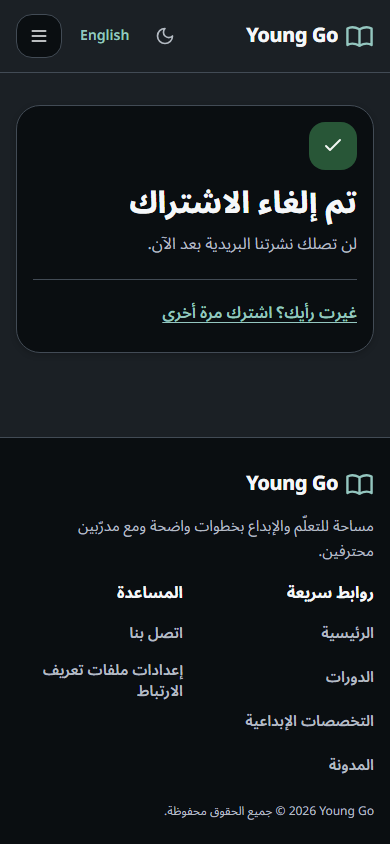 Young Go
English
تم إلغاء الاشتراك
لن تصلك نشرتنا البريدية بعد الآن.
غيرت رأيك؟ اشترك مرة أخرى
Young Go
مساحة للتعلّم والإبداع بخطوات واضحة ومع مدرّبين
محترفين.
روابط سريعة
الرئيسية
الدورات
التخصصات الإبداعية
المدونة
المساعدة
اتصل بنا
إعدادات ملفات تعريف
الارتباط
Young Go 2026 © جميع الحقوق محفوظة.